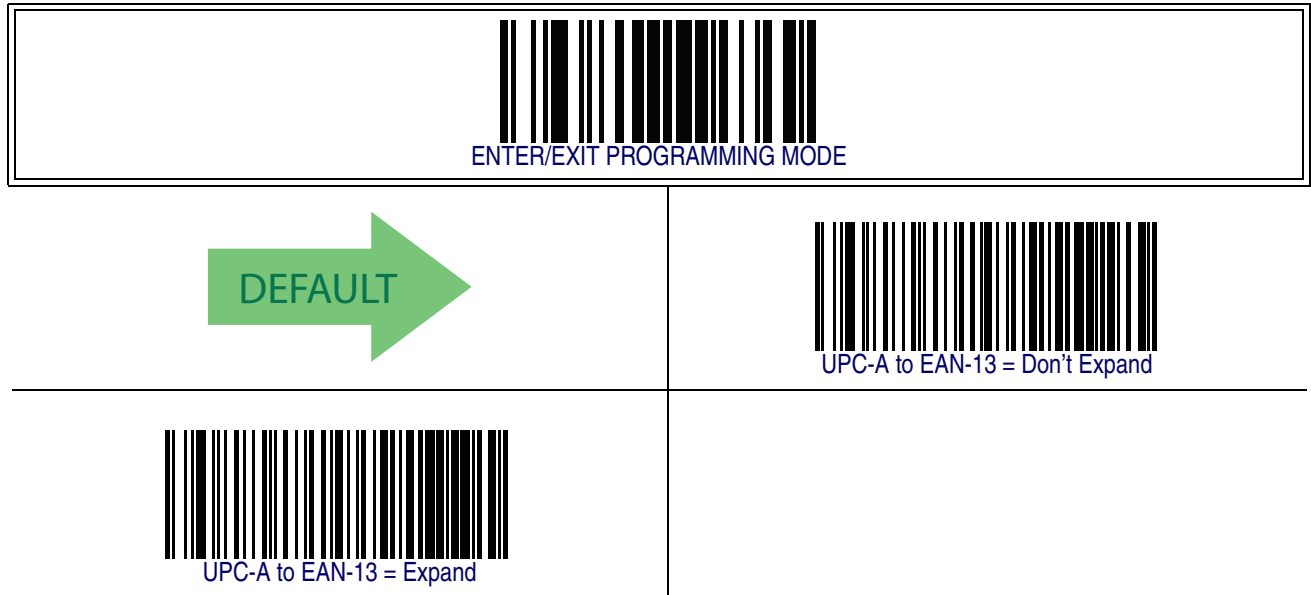 ENTER/EXIT PROGRAMMING MODE
DEFAULT
UPC-A to EAN-13 = Don’t Expand
UPC-A to EAN-13 = Expand